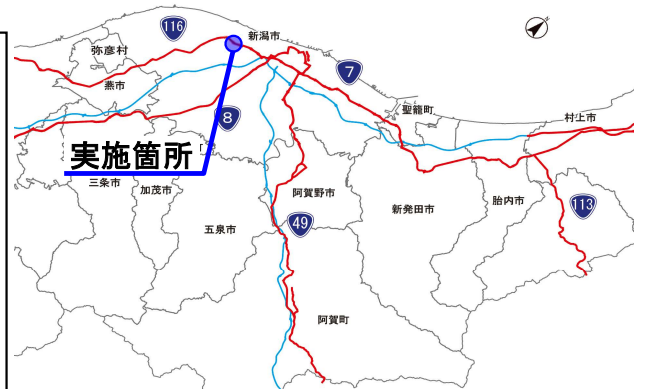 116
新潟市
弥彦村
7
燕市
聖籠町
村上市
8
実施箇所
三条市
加茂市
阿賀野市
新発田市
胎内市
113
五泉市
49
阿賀町